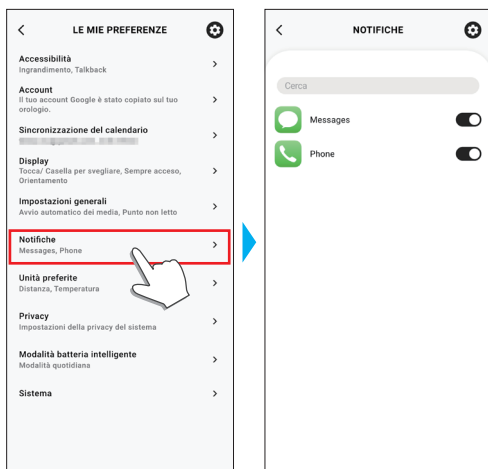 LE MIE PREFERENZE
Accessibilità
Ingrandimento, Talkback
Account
Il tuo account Google è stato copiato sul tuo
orologio.
Sincronizzazione del calendario
Display
Tocca/ Casella per svegliare, Sempre acceso,
Orientamento
Impostazioni generali
Avvio automatico dei media, Punto non letto
Notifiche
Messages, Phone
Unità preferite
Distanza, Temperatura
Privacy
Impostazioni della privacy del sistema
Modalità batteria intelligente
Modalità quotidiana
Sistema
NOTIFICHE
Cerca
Messages
Phone